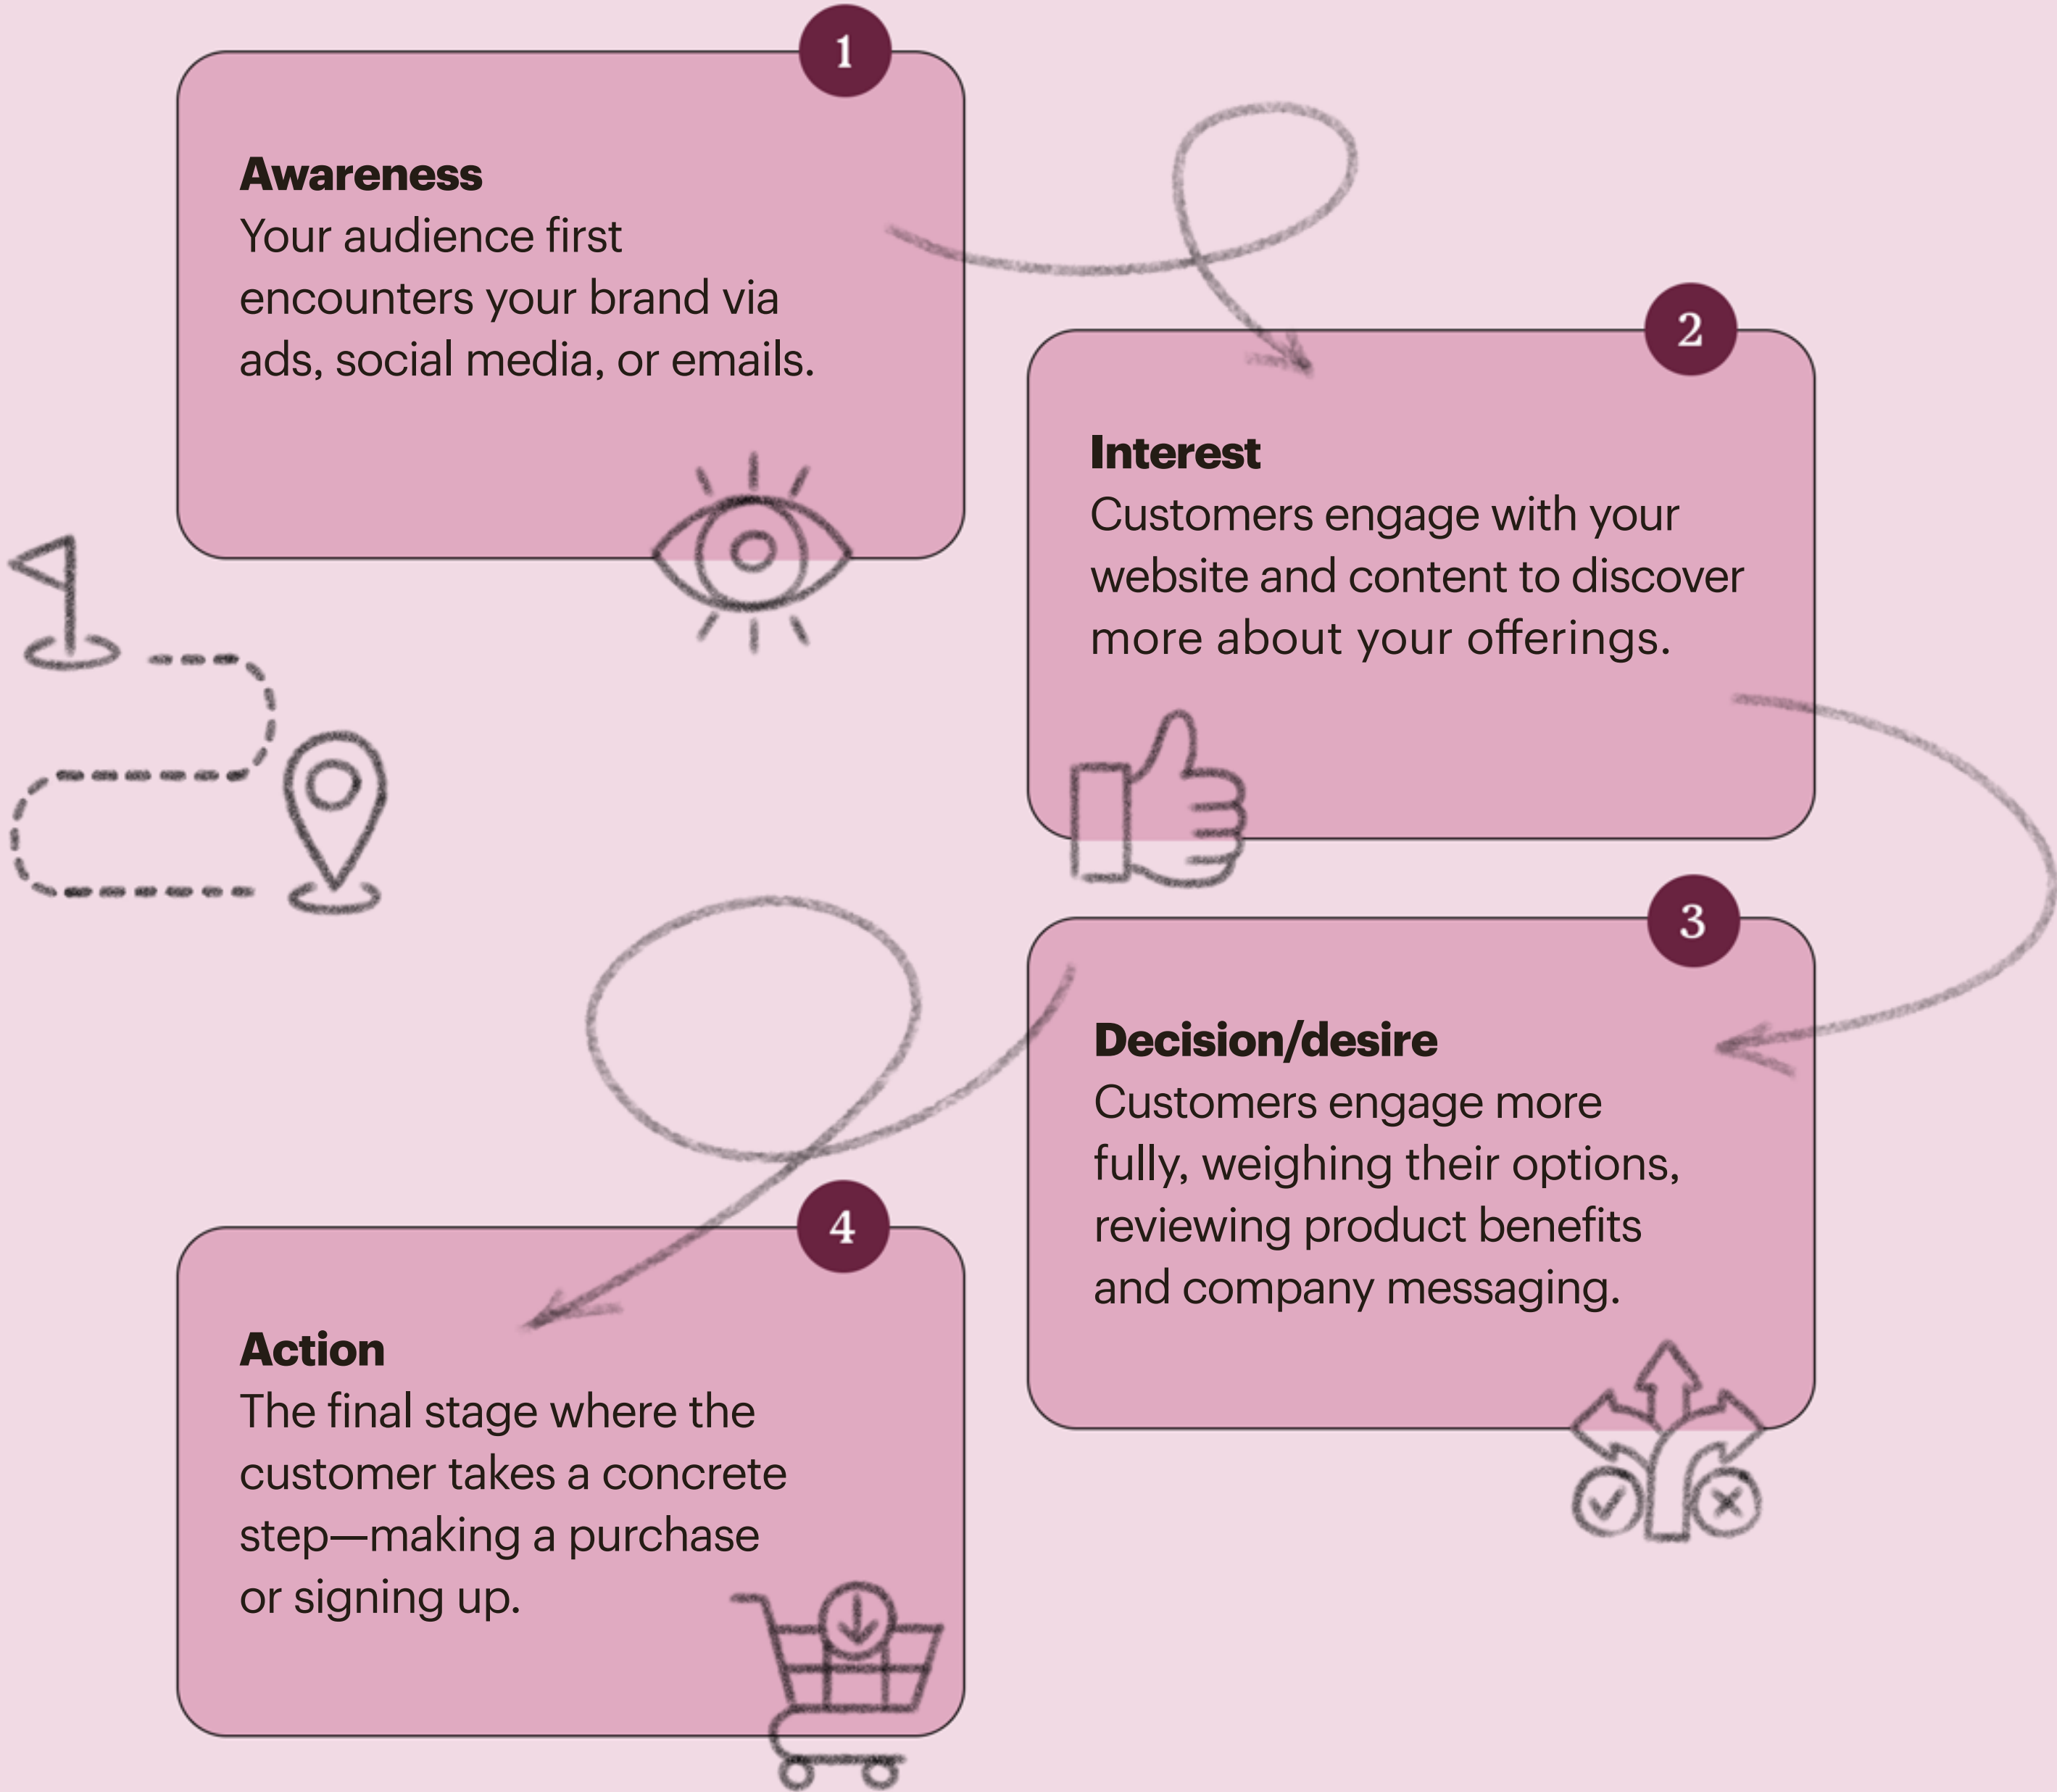 1
Awareness
Your audience first
encounters your brand via
ads, social media, or emails.
2
Interest
Customers engage with your
website and content to discover
more about your offerings.
3
Decision/desire
Customers engage more
fully, weighing their options,
reviewing product benefits
and company messaging.
4
Action
The final stage where the
customer takes a concrete
step—making a purchase
or signing up.